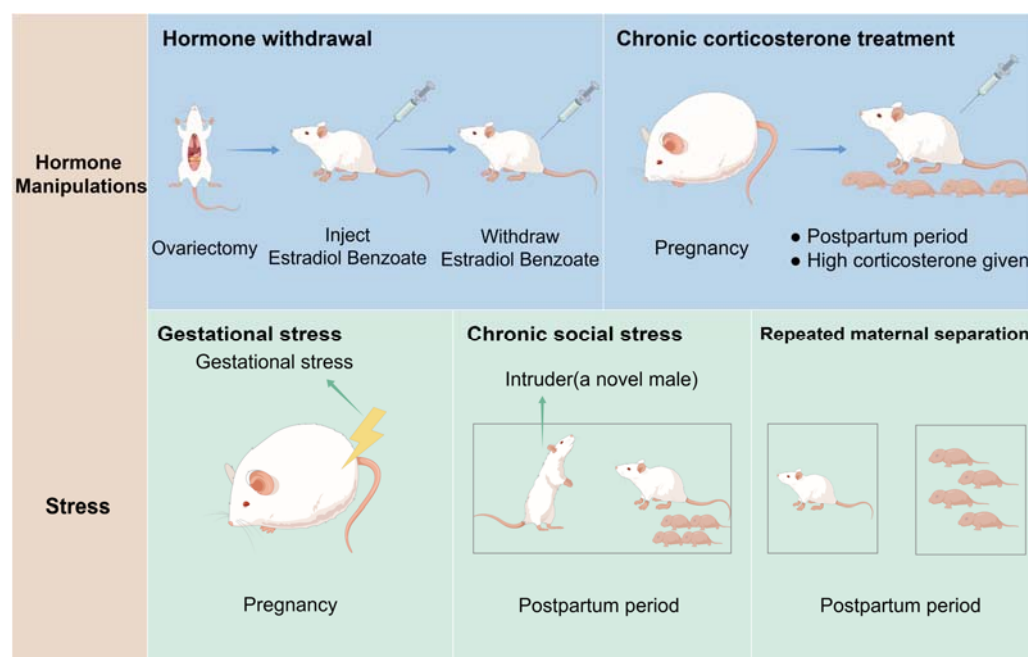 Hormone withdrawal
Chronic corticosterone treatment
Hormone
Manipulations
Ovariectomy
Inject
Estradiol Benzoate
Withdraw
Estradiol Benzoate
Pregnancy
● Postpartum period
● High corticosterone given
Gestational stress
Gestational stress
Chronic social stress
Intruder(a novel male)
Repeated maternal separation
Stress
Pregnancy
Postpartum period
Postpartum period